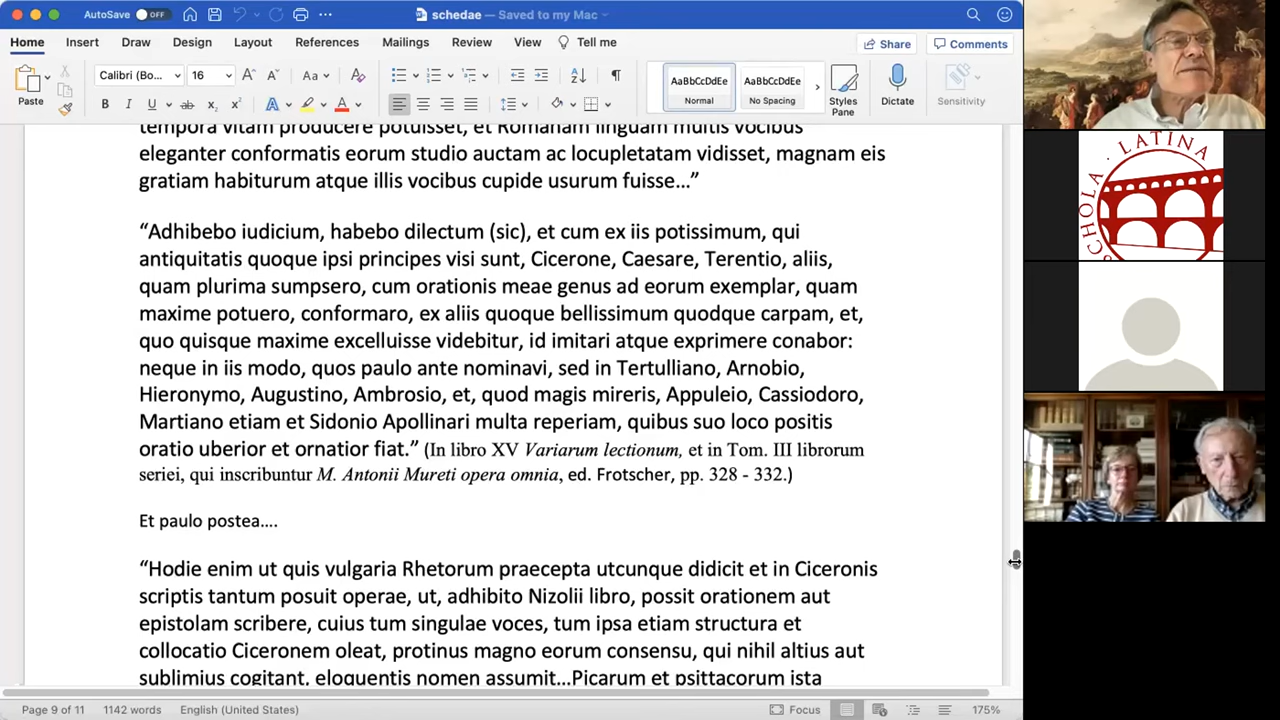 AutoSave OFF schedae — Saved to my Mac
Home Insert Draw Design Layout References Mailings Review View Tell me Share Comments
Paste Calibri (Bo... 16 Aa AaBbCcDdEe Normal AaBbCcDdEe No Spacing Styles Pane Dictate Sensitivity
tempora vitam producere potuisset, et Romanam linguam multis vocibus
eleganter conformatis eorum studio auctam ac locupletatam vidisset, magnam eis
gratiam habiturum atque illis vocibus cupide usurum fuisse...”
“Adhibebo iudicium, habebo dilectum (sic), et cum ex iis potissimum, qui
antiquitatis quoque ipsi principes visi sunt, Cicerone, Caesare, Terentio, aliis,
quam plurima sumpsero, cum orationis meae genus ad eorum exemplar, quam
maxime potuero, conformaro, ex aliis quoque bellissimum quodque carpam, et,
quo quisque maxime excelluisse videbitur, id imitari atque exprimere conabor:
neque in iis modo, quos paulo ante nominavi, sed in Tertulliano, Arnobio,
Hieronymo, Augustino, Ambrosio, et, quod magis mireris, Appuleio, Cassiodoro,
Martiano etiam et Sidonio Apollinari multa reperiam, quibus suo loco positis
oratio uberior et ornatior fiat.” (In libro XV Variarum lectionum, et in Tom. III librorum
seriei, qui inscribuntur M. Antonii Mureti opera omnia, ed. Frotscher, pp. 328 - 332.)
Et paulo postea....
“Hodie enim ut quis vulgaria Rhetorum praecepta utcunque didicit et in Ciceronis
scriptis tantum posuit operae, ut, adhibito Nizolii libro, possit orationem aut
epistolam scribere, cuius tum singulae voces, tum ipsa etiam structura et
collocatio Ciceronem oleat, protinus magno eorum consensu, qui nihil altius aut
sublimius cogitant, eloquentis nomen assumit...Picarum et psittacorum ista
Page 9 of 11 1142 words English (United States) Focus 175%
SCHOLA LATINA